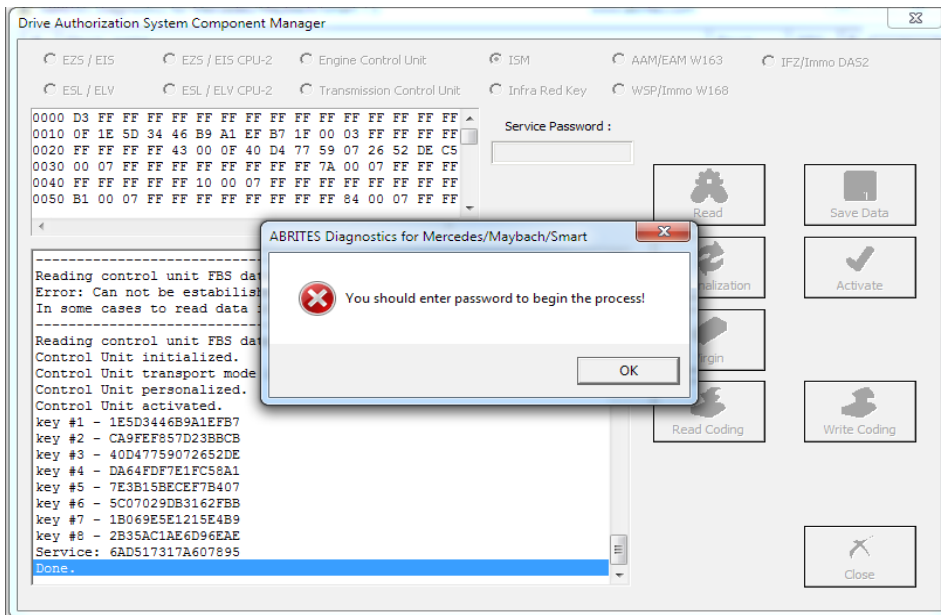 Drive Authorization System Component Manager
EZS / EIS
EZS / EIS CPU-2
Engine Control Unit
ISM
AAM/EAM W163
IFZ/Immo DAS2
ESL / ELV
ESL / ELV CPU-2
Transmission Control Unit
Infra Red Key
WSP/Immo W168
0000 D3 FF FF FF FF FF FF FF FF FF FF FF FF FF FF FF
0010 0F 1E 5D 34 46 B9 A1 EF B7 1F 00 03 FF FF FF FF
0020 FF FF FF FF 43 00 0F 40 D4 77 59 07 26 52 DE C5
0030 00 07 FF FF FF FF FF FF FF FF 7A 00 07 FF FF FF
0040 FF FF FF FF FF 10 00 07 FF FF FF FF FF FF FF FF
0050 B1 00 07 FF FF FF FF FF FF FF FF 84 00 07 FF FF
Service Password :
Read
Save Data
Activate
Read Coding
Write Coding
Close
ABRITES Diagnostics for Mercedes/Maybach/Smart
You should enter password to begin the process!
OK
Reading control unit FBS
Error: Can not be
In some cases to read data
Reading control unit FBS
Control Unit initialized.
Control Unit transport mode
Control Unit personalized.
Control Unit activated.
key #1 - 1E5D3446B9A1EFB7
key #2 - CA9FEF857D23BBCB
key #3 - 40D47759072652DE
key #4 - DA64FDF7E1FC58A1
key #5 - 7E3B15BECEF7B407
key #6 - 5C07029DB3162FBB
key #7 - 1B069E5E1215E4B9
key #8 - 2B35AC1AE6D96EAE
Service: 6AD517317A607895
Done.